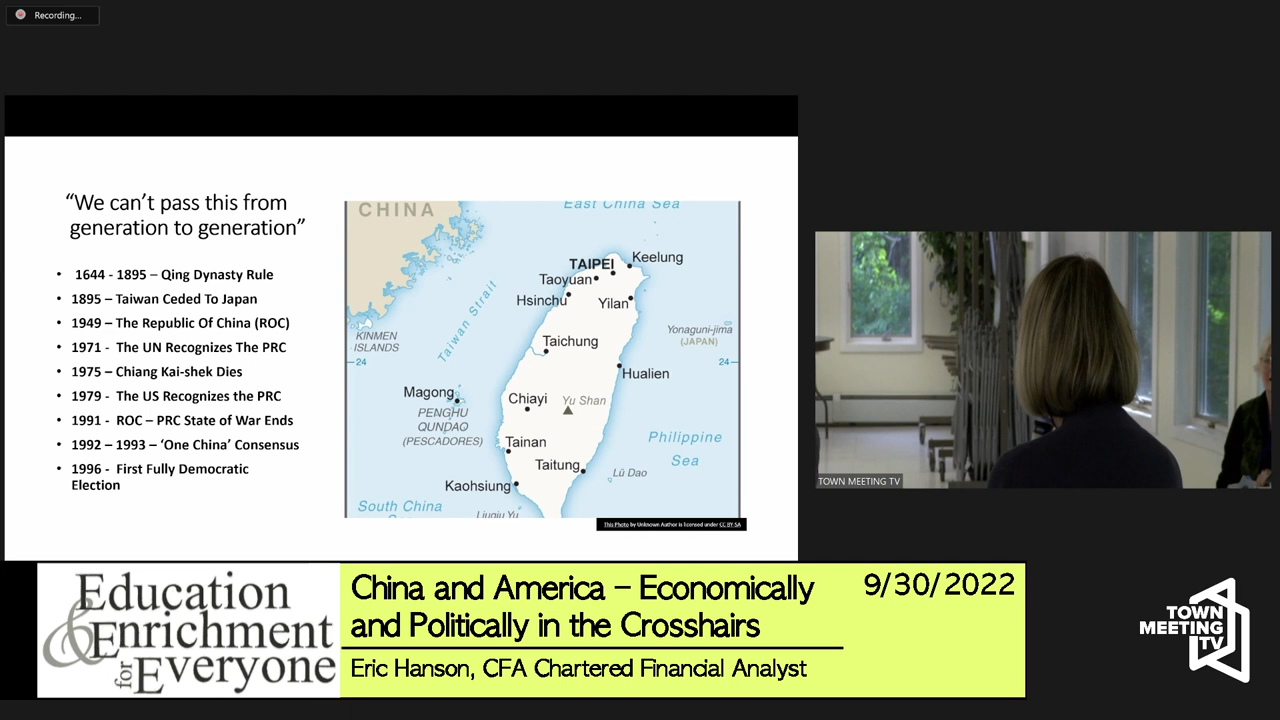 Recording...
“We can’t pass this from
generation to generation”
• 1644 - 1895 – Qing Dynasty Rule
• 1895 – Taiwan Ceded To Japan
• 1949 – The Republic Of China (ROC)
• 1971 - The UN Recognizes The PRC
• 1975 – Chiang Kai-shek Dies
• 1979 - The US Recognizes the PRC
• 1991 - ROC – PRC State of War Ends
• 1992 – 1993 – ‘One China’ Consensus
• 1996 - First Fully Democratic
Election
CHINA
East China Sea
TAIPEI
Keelung
Taoyuan
Hsinchu
Yilan
Taiwan Strait
KINMEN
ISLANDS
Yonaguni-jima
(JAPAN)
Taichung
24
24
Hualien
Magong
Chiayi
Yu Shan
PENGHU
QUNDAO
(PESCADORES)
Philippine
Sea
Tainan
Taitung
Lü Dao
Kaohsiung
South China
Liuqiu Yu
This Photo by Unknown Author is licensed under CC BY-SA
TOWN MEETING TV
Education
& Enrichment
for Everyone
China and America – Economically
and Politically in the Crosshairs
9/30/2022
Eric Hanson, CFA Chartered Financial Analyst
TOWN
MEETING
TV